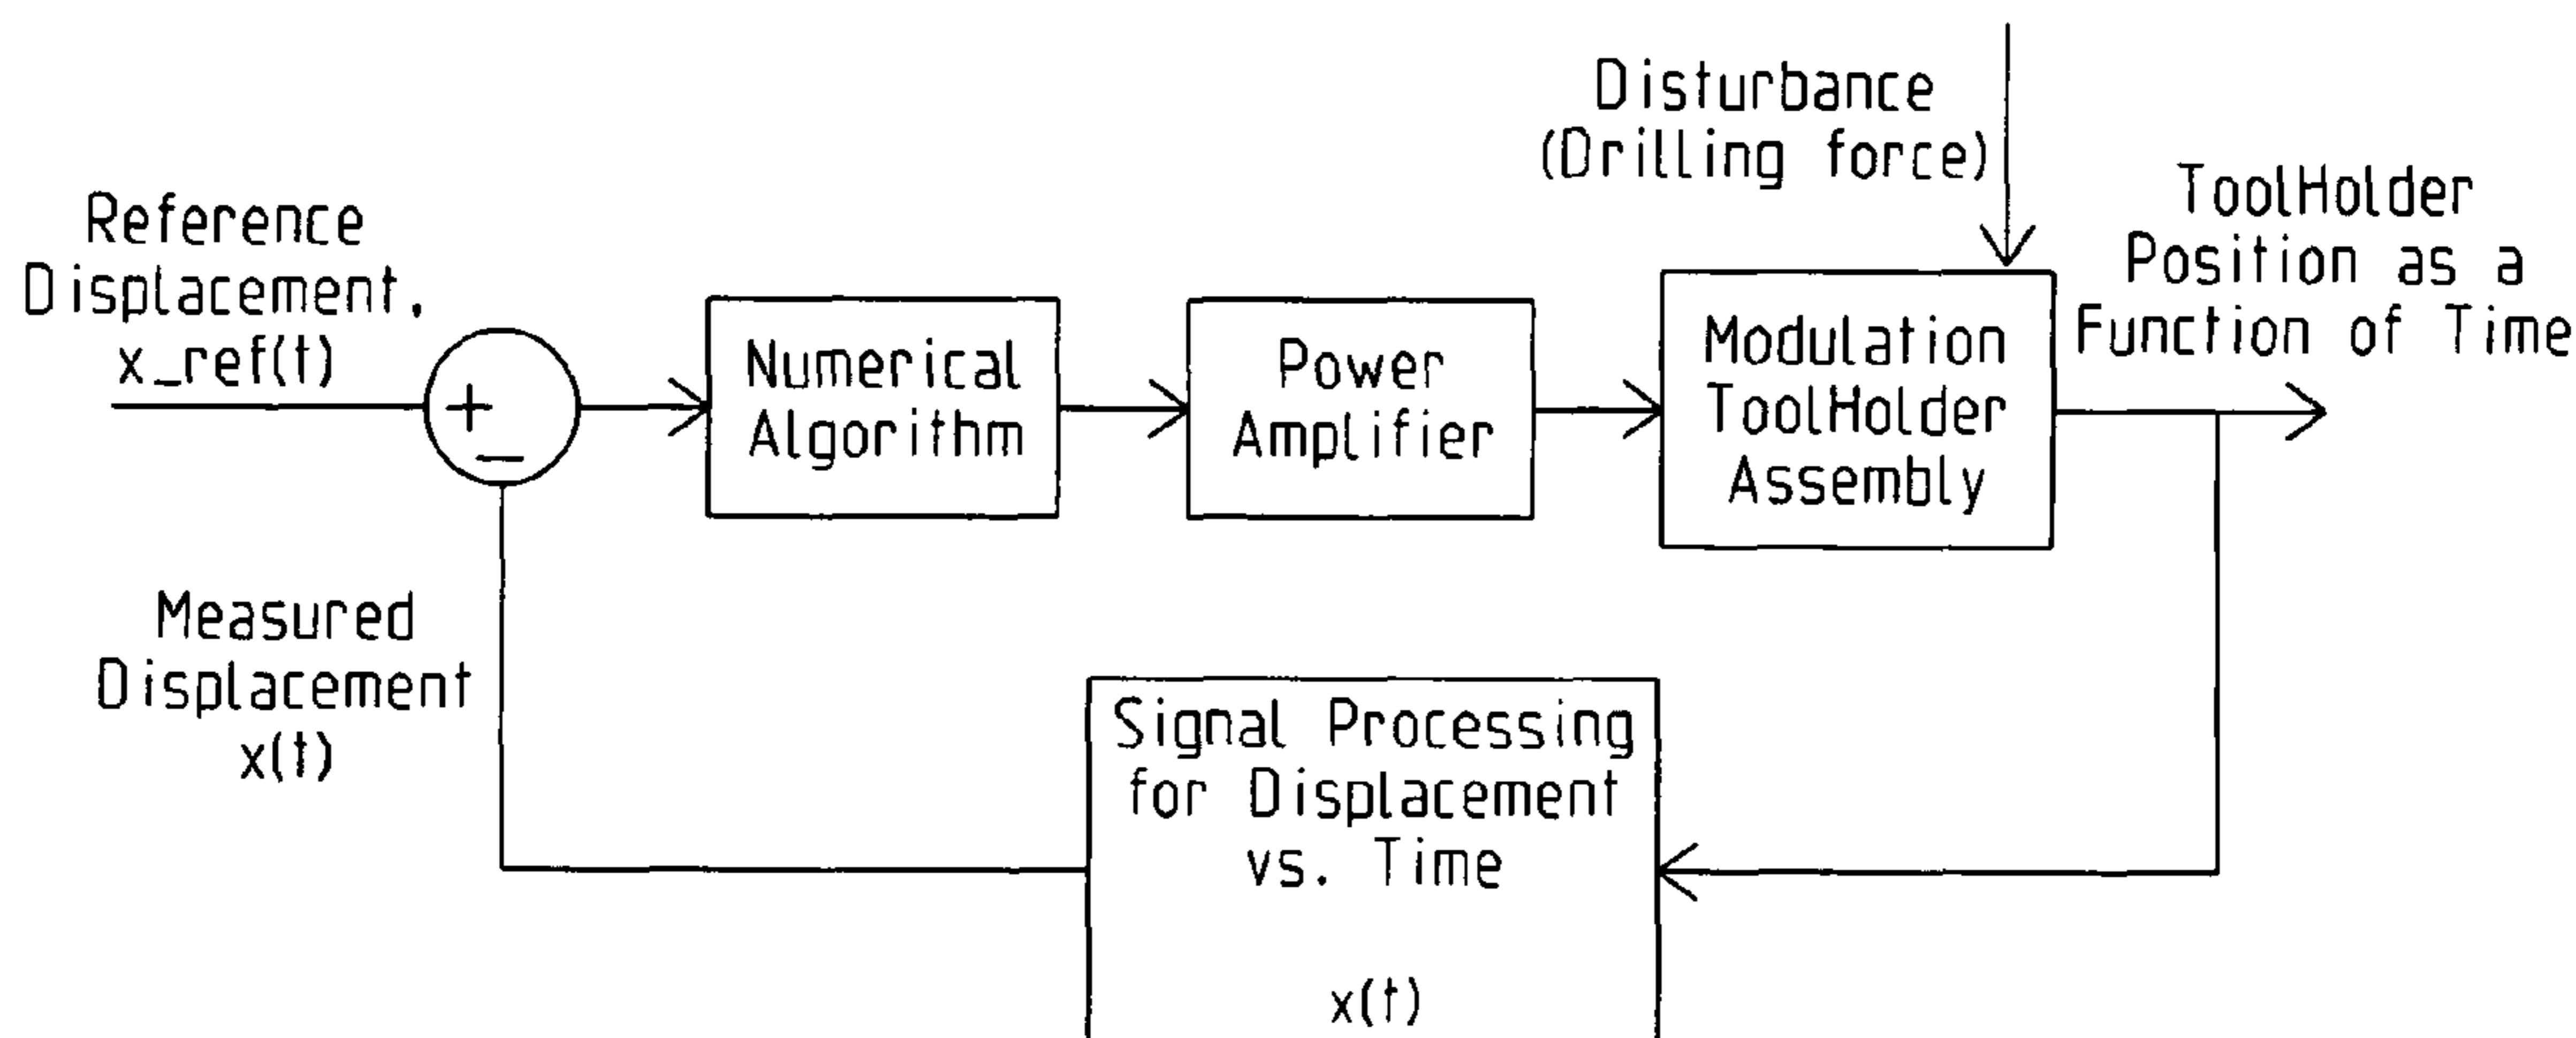 Disturbance
(Drilling force)
ToolHolder
Position as a
Function of Time
Reference
Displacement,
x_ref(t)
+
−
Numerical
Algorithm
Power
Amplifier
Modulation
ToolHolder
Assembly
Measured
Displacement
x(t)
Signal Processing
for Displacement
vs. Time
x(t)